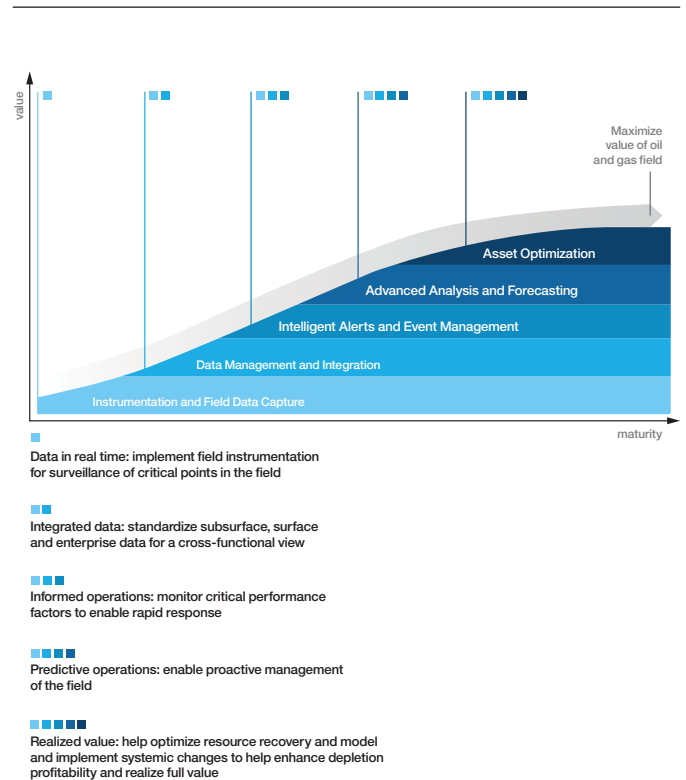 value
Maximize
value of oil
and gas field
Asset Optimization
Advanced Analysis and Forecasting
Intelligent Alerts and Event Management
Data Management and Integration
Instrumentation and Field Data Capture
maturity
Data in real time: implement field instrumentation
for surveillance of critical points in the field
Integrated data: standardize subsurface, surface
and enterprise data for a cross-functional view
Informed operations: monitor critical performance
factors to enable rapid response
Predictive operations: enable proactive management
of the field
Realized value: help optimize resource recovery and model
and implement systemic changes to help enhance depletion
profitability and realize full value